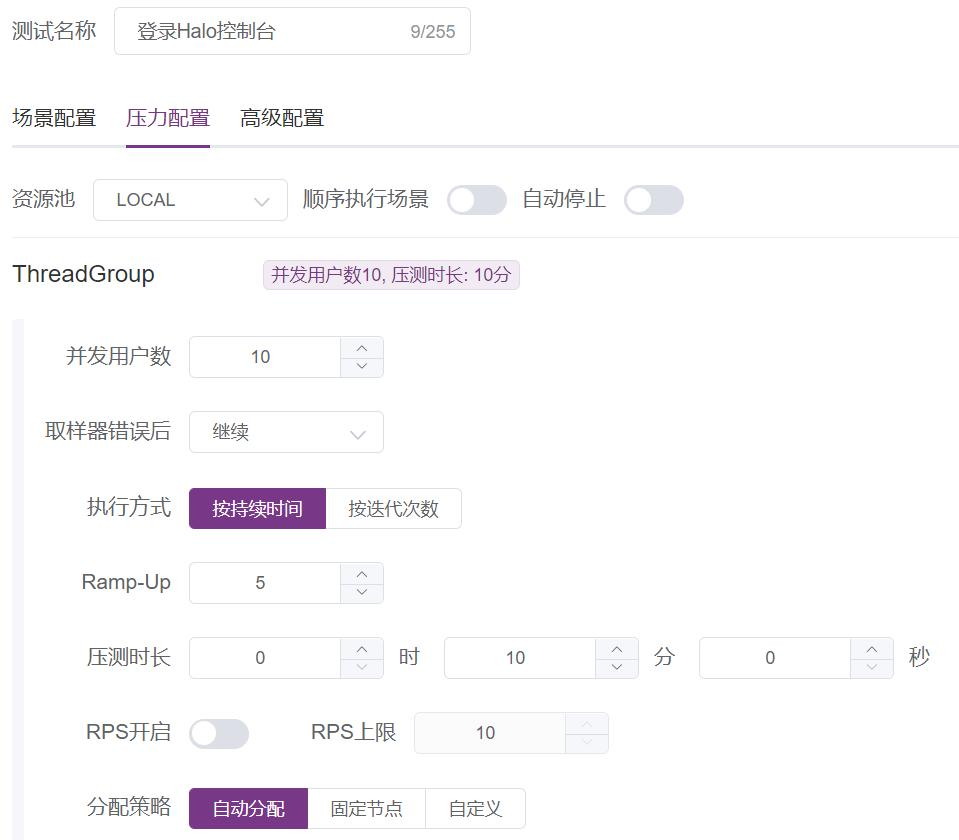 测试名称 登录Halo控制台 9/255
场景配置 压力配置 高级配置
资源池 LOCAL 顺序执行场景 自动停止
ThreadGroup 并发用户数10, 压测时长: 10分
并发用户数 10
取样器错误后 继续
执行方式 按持续时间 按迭代次数
Ramp-Up 5
压测时长 0 时 10 分 0 秒
RPS开启 RPS上限 10
分配策略 自动分配 固定节点 自定义